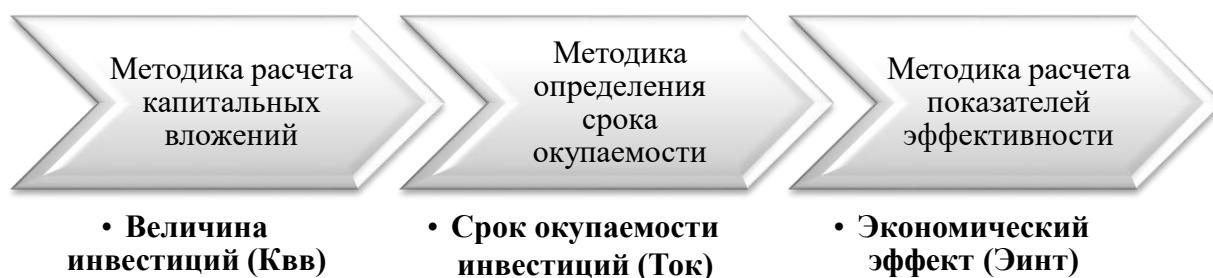 Методика расчета
капитальных
вложений
• Величина
инвестиций (Квв)
Методика
определения
срока
окупаемости
• Срок окупаемости
инвестиций (Ток)
Методика расчета
показателей
эффективности
• Экономический
эффект (Эинт)